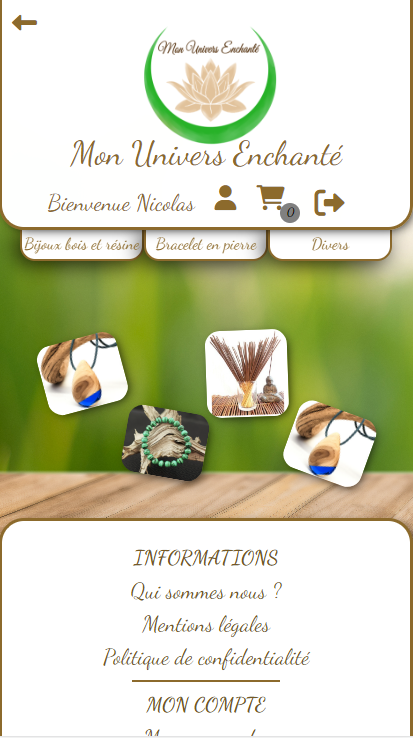 Mon Univers Enchanté
Mon Univers Enchanté
Bienvenue Nicolas
0
Bijoux bois et résine
Bracelet en pierre
Divers
INFORMATIONS
Qui sommes nous ?
Mentions légales
Politique de confidentialité
MON COMPTE